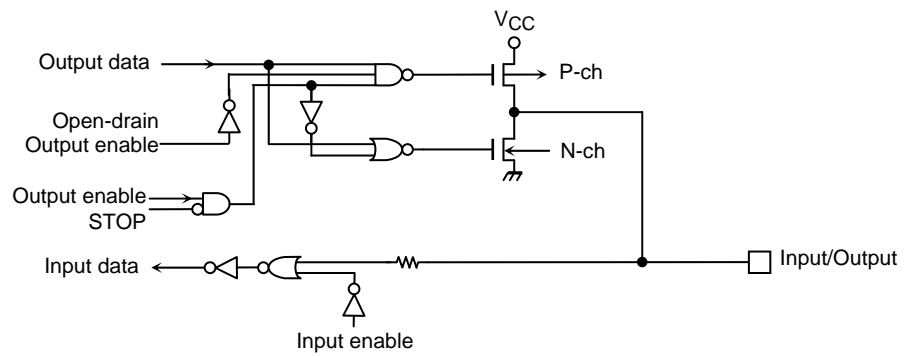 VCC
Output data
P-ch
Open-drain
Output enable
N-ch
Output enable
STOP
Input data
Input/Output
Input enable